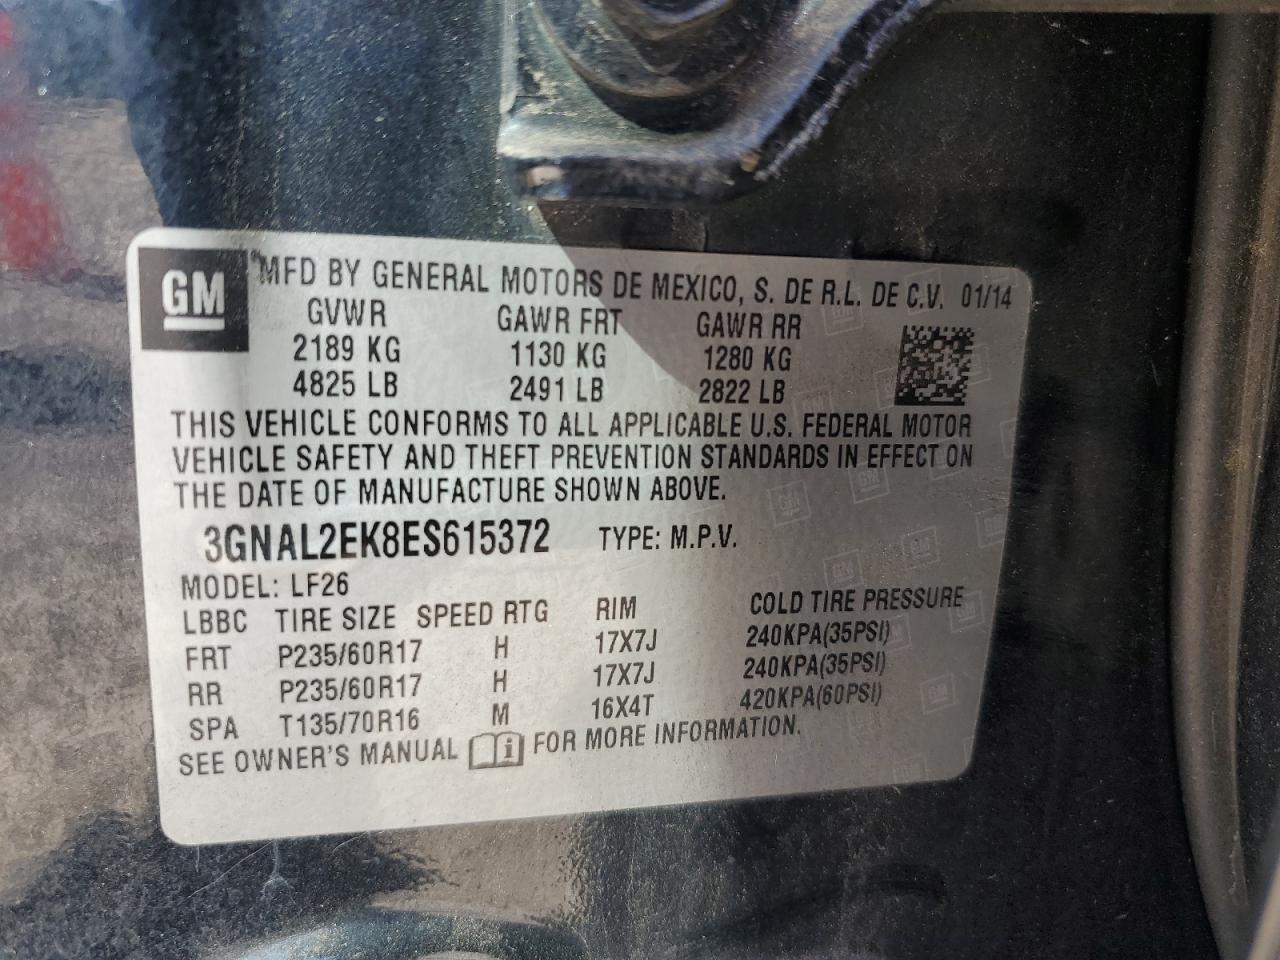 GM MFD BY GENERAL MOTORS DE MEXICO, S. DE R.L. DE C.V. 01/14
GVWR GAWR FRT GAWR RR
2189 KG 1130 KG 1280 KG
4825 LB 2491 LB 2822 LB
THIS VEHICLE CONFORMS TO ALL APPLICABLE U.S. FEDERAL MOTOR
VEHICLE SAFETY AND THEFT PREVENTION STANDARDS IN EFFECT ON
THE DATE OF MANUFACTURE SHOWN ABOVE.
3GNAL2EK8ES615372 TYPE: M.P.V.
MODEL: LF26
LBBC TIRE SIZE SPEED RTG RIM COLD TIRE PRESSURE
FRT P235/60R17 H 17X7J 240KPA(35PSI)
RR P235/60R17 H 17X7J 240KPA(35PSI)
SPA T135/70R16 M 16X4T 420KPA(60PSI)
SEE OWNER'S MANUAL FOR MORE INFORMATION.